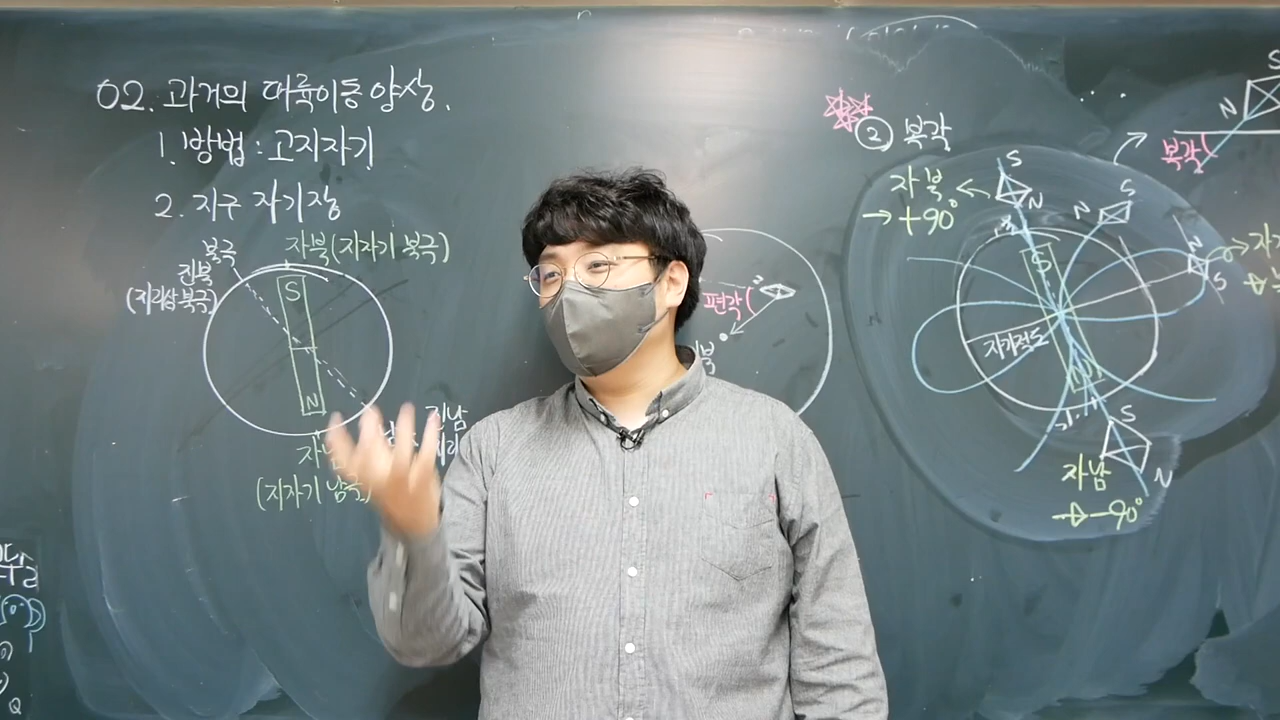 02. 과거의 대륙이동 양상.
1. 방법 : 고지자기
2. 지구 자기장
북극
진북
(지리상 북극)
자북(지자기 북극)
S
N
진남
(지자기 남극)
편각
② 복각
자북
→ +90°
S
N
S
N
S
N
S
N
자기적도
S
N
자남
→ -90°
S
N
복각
Q